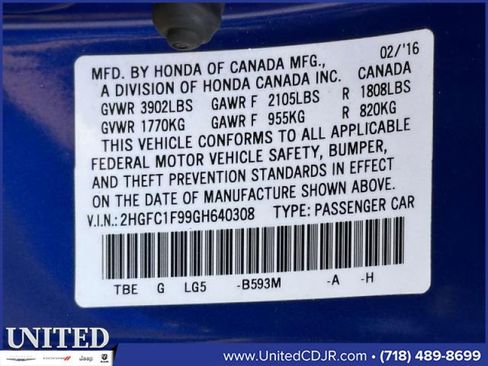 MFD. BY HONDA OF CANADA MFG., 02/'16
A DIVISION OF HONDA CANADA INC. CANADA
GVWR 3902LBS GAWR F 2105LBS R 1808LBS
GVWR 1770KG GAWR F 955KG R 820KG
THIS VEHICLE CONFORMS TO ALL APPLICABLE
FEDERAL MOTOR VEHICLE SAFETY, BUMPER,
AND THEFT PREVENTION STANDARDS IN EFFECT
ON THE DATE OF MANUFACTURE SHOWN ABOVE.
V.I.N.: 2HGFC1F99GH640308 TYPE: PASSENGER CAR
TBE G LG5 -B593M -A -H
UNITED
Jeep
www.UnitedCDJR.com • (718) 489-8699